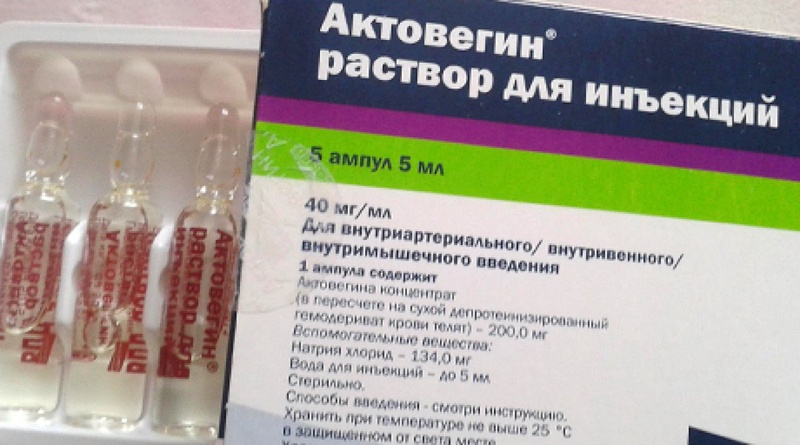 Актовегин®
раствор для инъекций
5 ампул 5 мл
40 мг/мл
Для внутриартериального/ внутривенного/
внутримышечного введения
1 ампула содержит
Актовегина концентрат
(в пересчете на сухой депротеинизированный
гемодериват крови телят) – 200,0 мг
Вспомогательные вещества:
Натрия хлорид – 134,0 мг
Вода для инъекций – до 5 мл
Стерильно.
Способы введения - смотри инструкцию.
Хранить при температуре не выше 25 °C
в защищенном от света месте
Актовегин®
раствор для